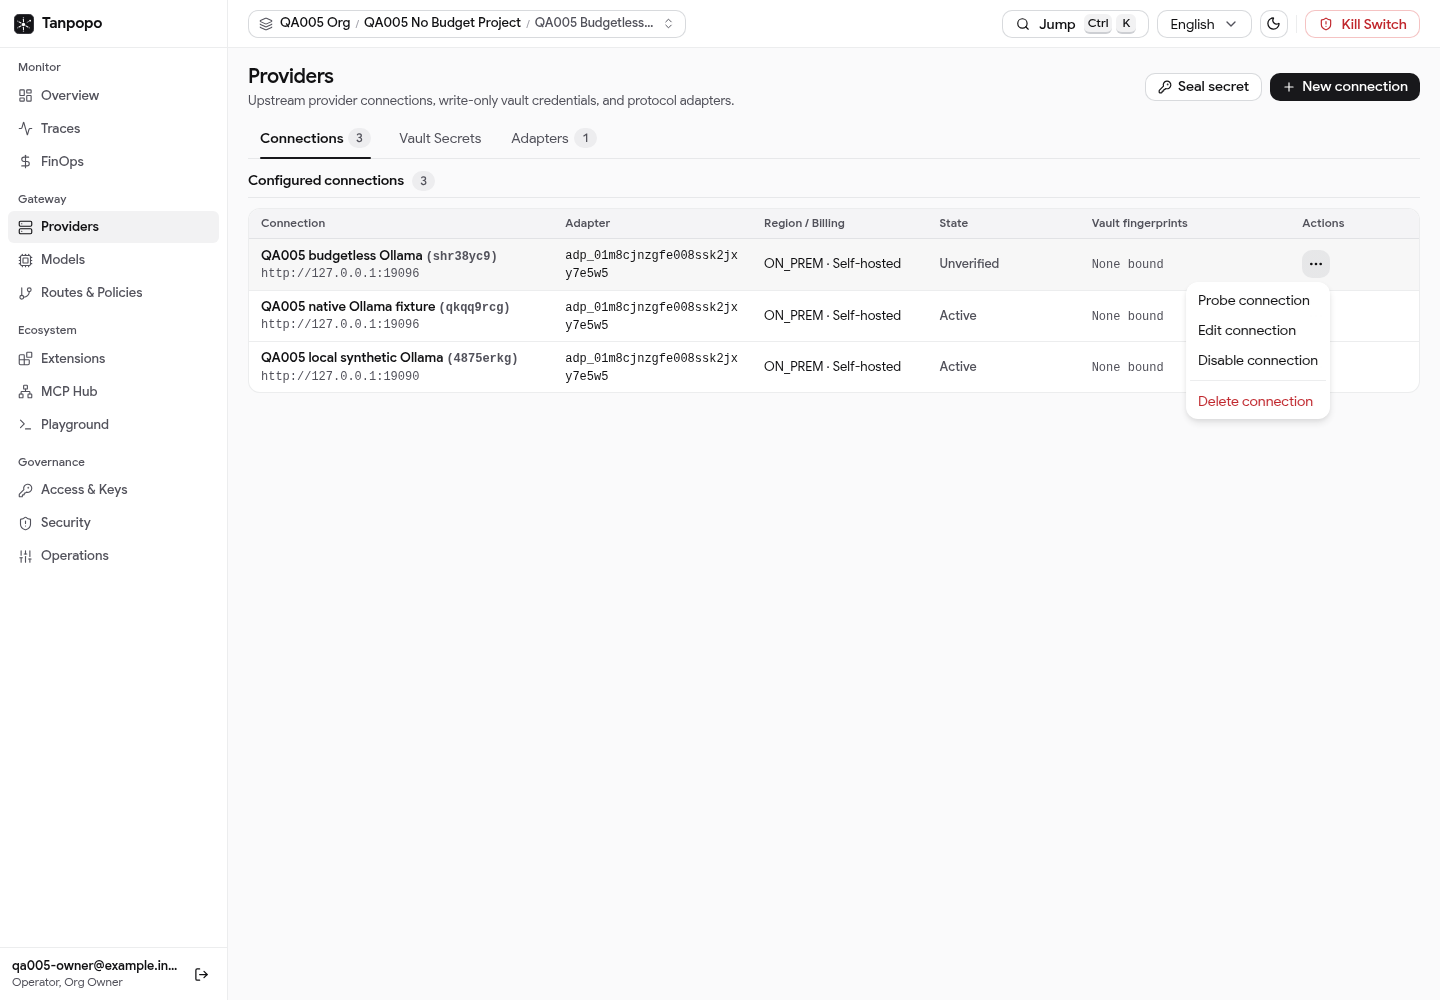 Tanpopo
QA005 Org / QA005 No Budget Project / QA005 Budgetless...
Jump Ctrl K
English
Kill Switch
Monitor
Overview
Traces
FinOps
Gateway
Providers
Models
Routes & Policies
Ecosystem
Extensions
MCP Hub
Playground
Governance
Access & Keys
Security
Operations
qa005-owner@example.in...
Operator, Org Owner
Providers
Upstream provider connections, write-only vault credentials, and protocol adapters.
Seal secret
New connection
Connections 3
Vault Secrets
Adapters 1
Configured connections 3
Connection Adapter Region / Billing State Vault fingerprints Actions
QA005 budgetless Ollama (shr38yc9)
http://127.0.0.1:19096
adp_01m8cjnzgfe008ssk2jx
y7e5w5
ON_PREM · Self-hosted
Unverified
None bound
QA005 native Ollama fixture (qkqq9rcg)
http://127.0.0.1:19096
adp_01m8cjnzgfe008ssk2jx
y7e5w5
ON_PREM · Self-hosted
Active
None bound
QA005 local synthetic Ollama (4875erkg)
http://127.0.0.1:19090
adp_01m8cjnzgfe008ssk2jx
y7e5w5
ON_PREM · Self-hosted
Active
None bound
Probe connection
Edit connection
Disable connection
Delete connection